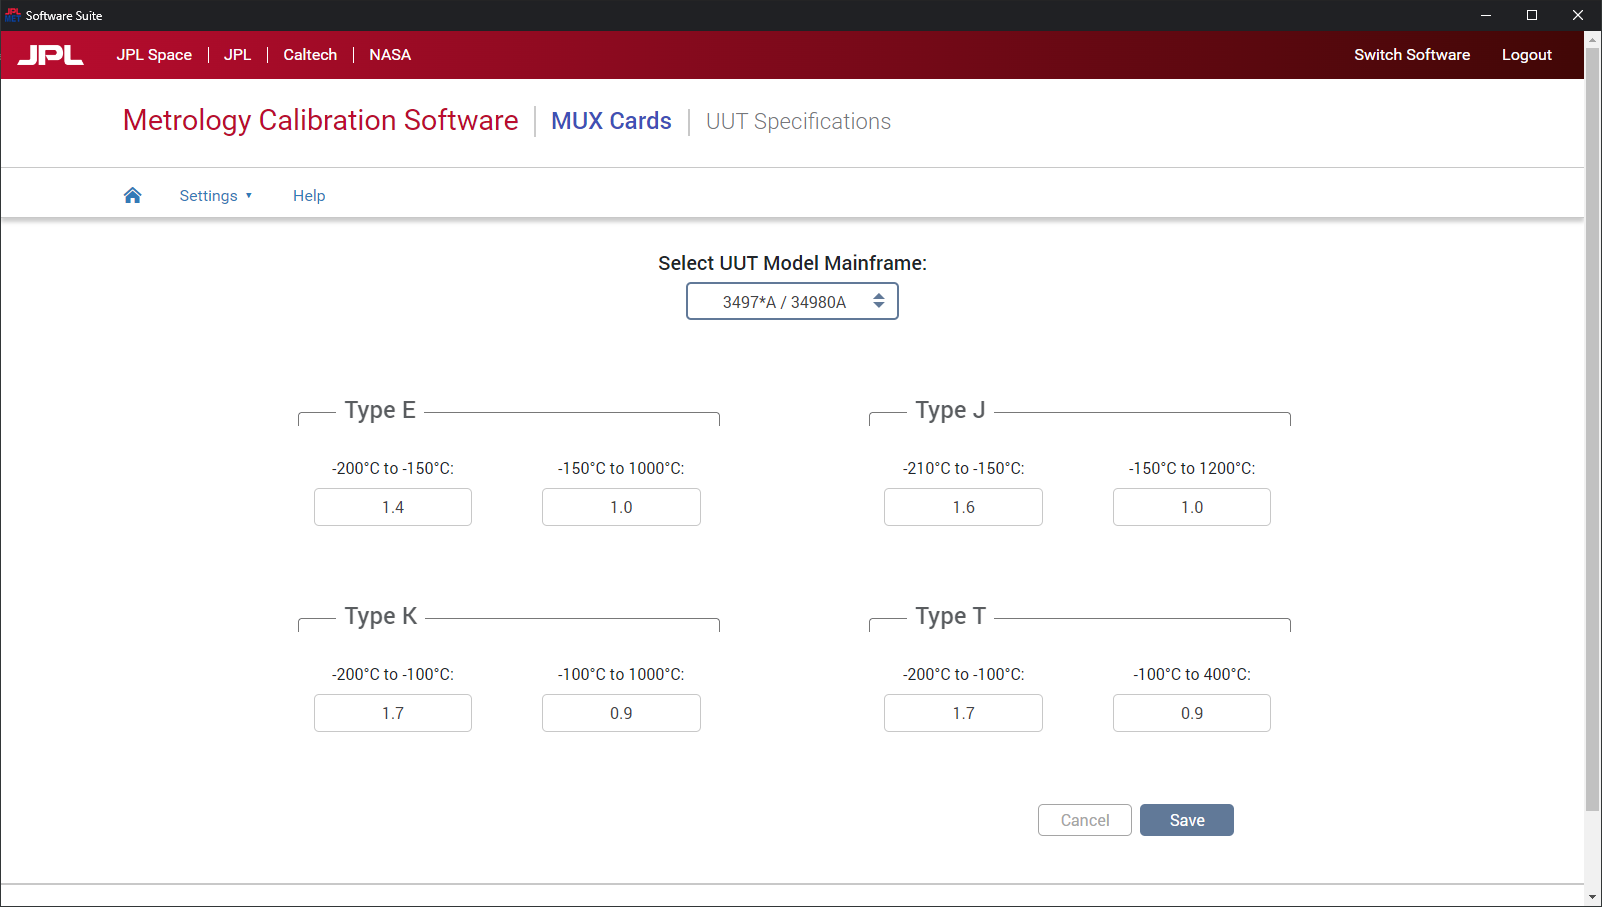 JPL MET Software Suite
JPL JPL Space | JPL | Caltech | NASA Switch Software Logout
Metrology Calibration Software | MUX Cards | UUT Specifications
Settings Help
Select UUT Model Mainframe:
3497*A / 34980A
Type E Type J
-200°C to -150°C: -150°C to 1000°C: -210°C to -150°C: -150°C to 1200°C:
1.4 1.0 1.6 1.0
Type K Type T
-200°C to -100°C: -100°C to 1000°C: -200°C to -100°C: -100°C to 400°C:
1.7 0.9 1.7 0.9
Cancel Save